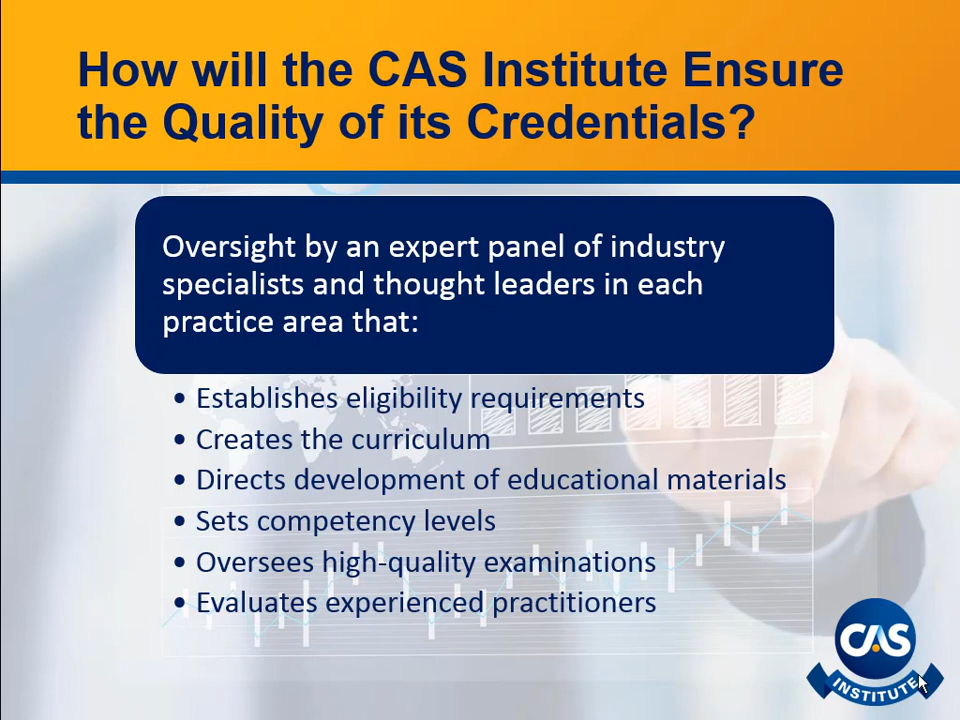 How will the CAS Institute Ensure
the Quality of its Credentials?
Oversight by an expert panel of industry
specialists and thought leaders in each
practice area that:
• Establishes eligibility requirements
• Creates the curriculum
• Directs development of educational materials
• Sets competency levels
• Oversees high-quality examinations
• Evaluates experienced practitioners
CAS
INSTITUTE